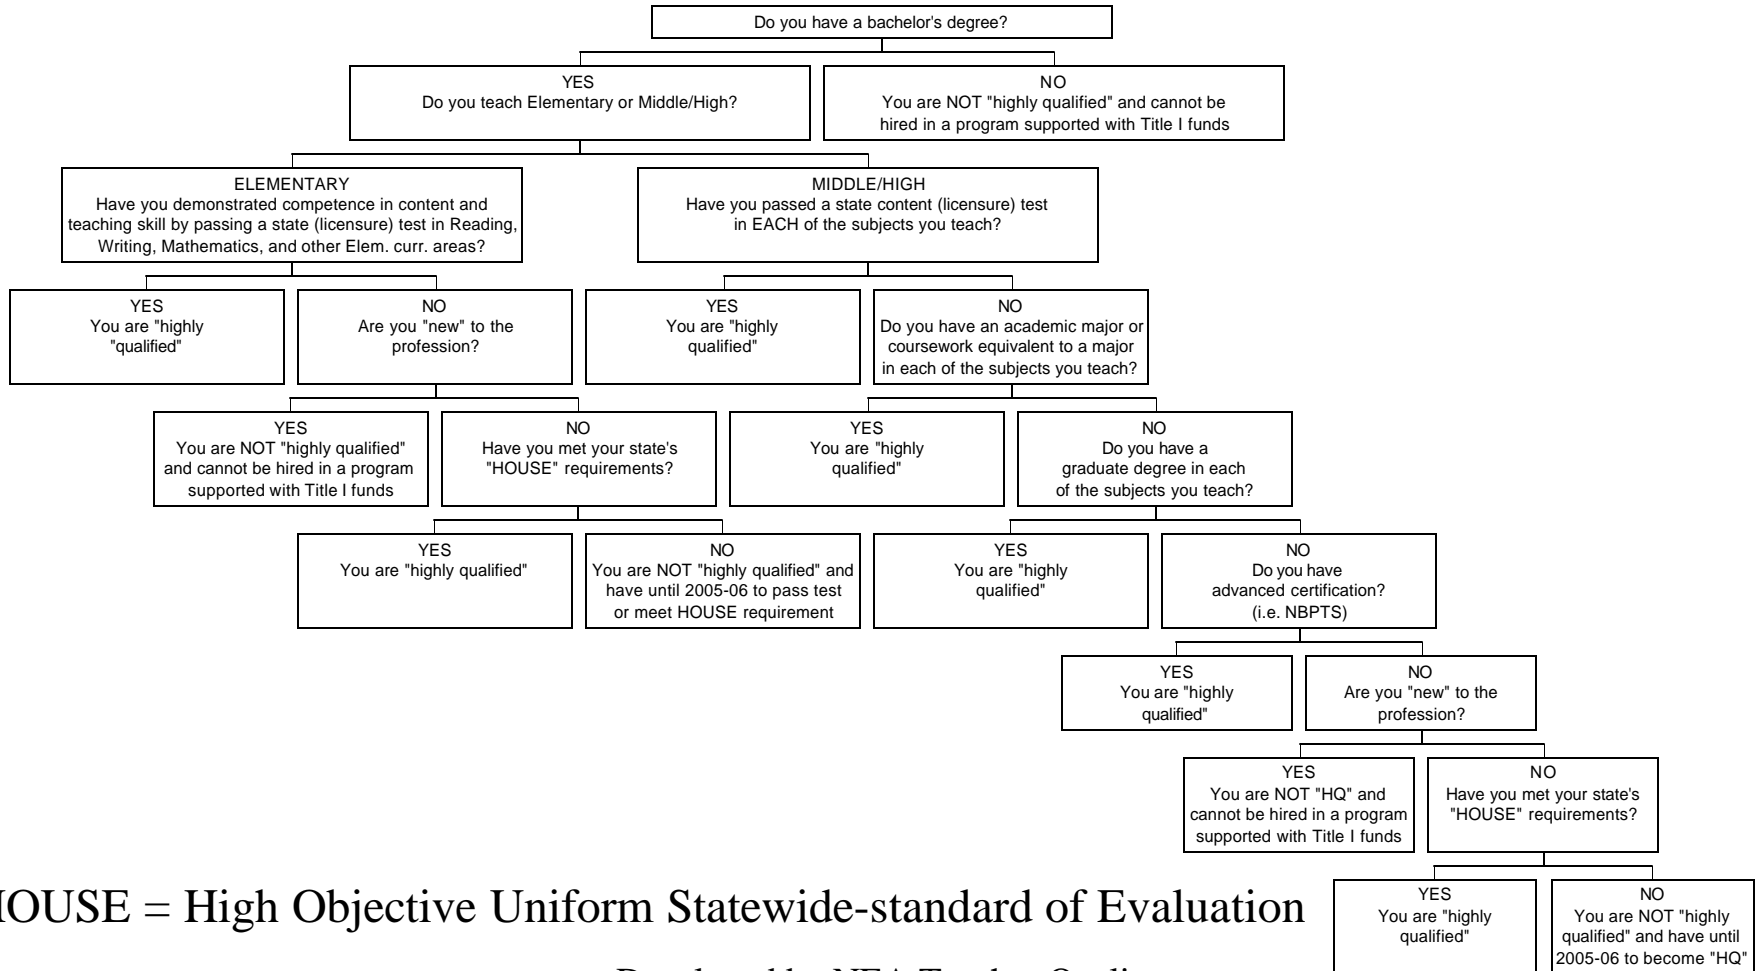 Do you have a bachelor's degree?
YES
Do you teach Elementary or Middle/High?
NO
You are NOT "highly qualified" and cannot be
hired in a program supported with Title I funds
ELEMENTARY
Have you demonstrated competence in content and
teaching skill by passing a state (licensure) test in Reading,
Writing, Mathematics, and other Elem. curr. areas?
MIDDLE/HIGH
Have you passed a state content (licensure) test
in EACH of the subjects you teach?
YES
You are "highly
"qualified"
NO
Are you "new" to the
profession?
YES
You are "highly
qualified"
NO
Do you have an academic major or
coursework equivalent to a major
in each of the subjects you teach?
YES
You are NOT "highly qualified"
and cannot be hired in a program
supported with Title I funds
NO
Have you met your state's
"HOUSE" requirements?
YES
You are "highly
qualified"
NO
Do you have a
graduate degree in each
of the subjects you teach?
YES
You are "highly qualified"
NO
You are NOT "highly qualified" and
have until 2005-06 to pass test
or meet HOUSE requirement
YES
You are "highly
qualified"
NO
Do you have
advanced certification?
(i.e. NBPTS)
YES
You are "highly
qualified"
NO
Are you "new" to the
profession?
YES
You are NOT "HQ" and
cannot be hired in a program
supported with Title I funds
NO
Have you met your state's
"HOUSE" requirements?
YES
You are "highly
qualified"
NO
You are NOT "highly
qualified" and have until
2005-06 to become "HQ"
HOUSE = High Objective Uniform Statewide-standard of Evaluation